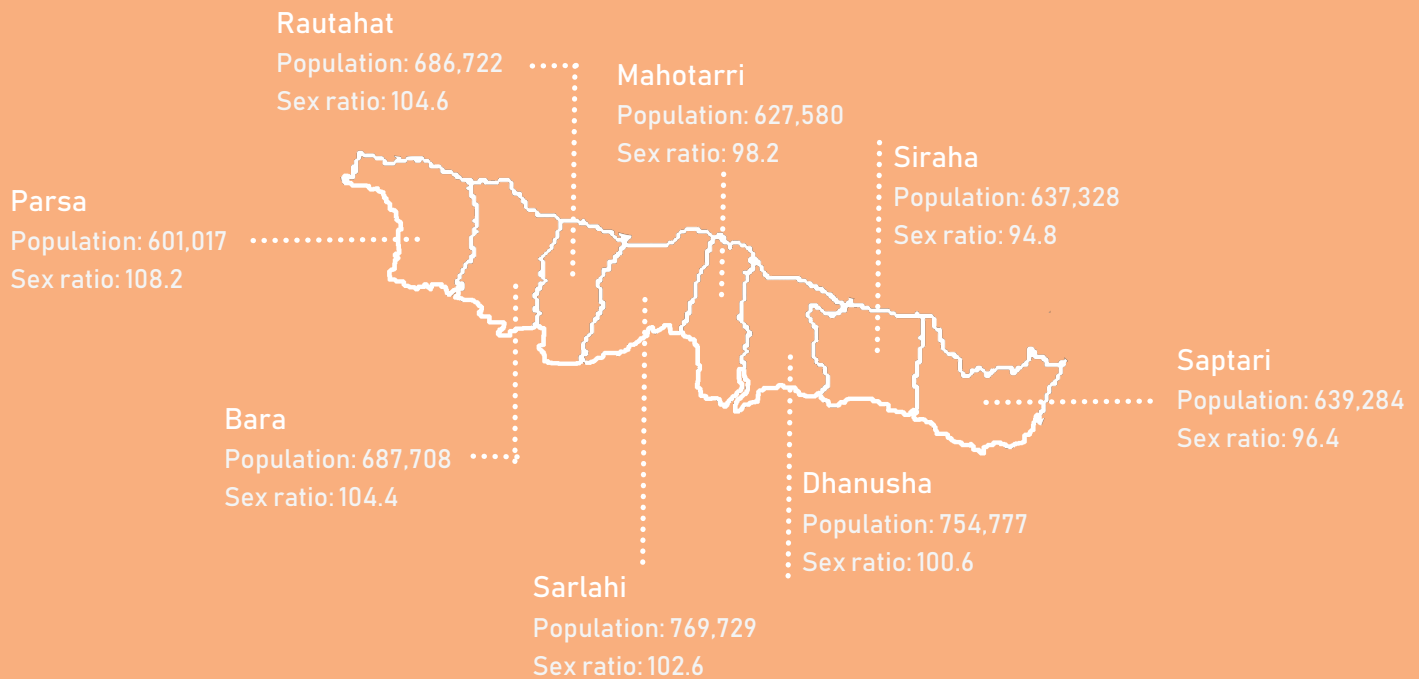 Rautahat
Population: 686,722
Sex ratio: 104.6
Mahotarri
Population: 627,580
Sex ratio: 98.2
Siraha
Population: 637,328
Sex ratio: 94.8
Parsa
Population: 601,017
Sex ratio: 108.2
Saptari
Population: 639,284
Sex ratio: 96.4
Bara
Population: 687,708
Sex ratio: 104.4
Dhanusha
Population: 754,777
Sex ratio: 100.6
Sarlahi
Population: 769,729
Sex ratio: 102.6